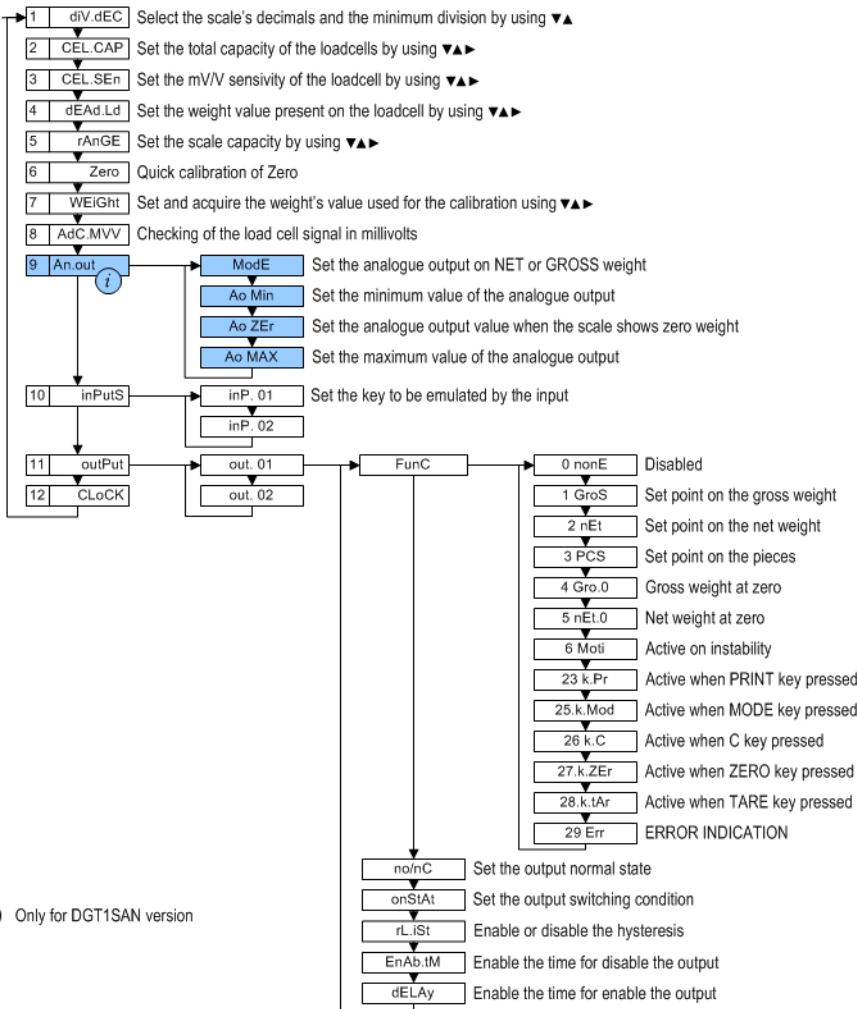 1 diV.dEC Select the scale's decimals and the minimum division by using ▼▲
2 CEL.CAP Set the total capacity of the loadcells by using ▼▲►
3 CEL.SEn Set the mV/V sensivity of the loadcell by using ▼▲►
4 dEAd.Ld Set the weight value present on the loadcell by using ▼▲►
5 rAnGE Set the scale capacity by using ▼▲►
6 Zero Quick calibration of Zero
7 WEiGht Set and acquire the weight's value used for the calibration using ▼▲►
8 AdC.MVV Checking of the load cell signal in millivolts
9 An.out i ModE Set the analogue output on NET or GROSS weight
Ao Min Set the minimum value of the analogue output
Ao ZEr Set the analogue output value when the scale shows zero weight
Ao MAX Set the maximum value of the analogue output
10 inPutS inP. 01 Set the key to be emulated by the input
inP. 02
11 outPut out. 01 FunC 0 nonE Disabled
12 CLoCK out. 02 1 GroS Set point on the gross weight
2 nEt Set point on the net weight
3 PCS Set point on the pieces
4 Gro.0 Gross weight at zero
5 nEt.0 Net weight at zero
6 Moti Active on instability
23 k.Pr Active when PRINT key pressed
25.k.Mod Active when MODE key pressed
26 k.C Active when C key pressed
27.k.ZEr Active when ZERO key pressed
28.k.tAr Active when TARE key pressed
29 Err ERROR INDICATION
no/nC Set the output normal state
onStAt Set the output switching condition
Only for DGT1SAN version
rL.iSt Enable or disable the hysteresis
EnAb.tM Enable the time for disable the output
dELAy Enable the time for enable the output